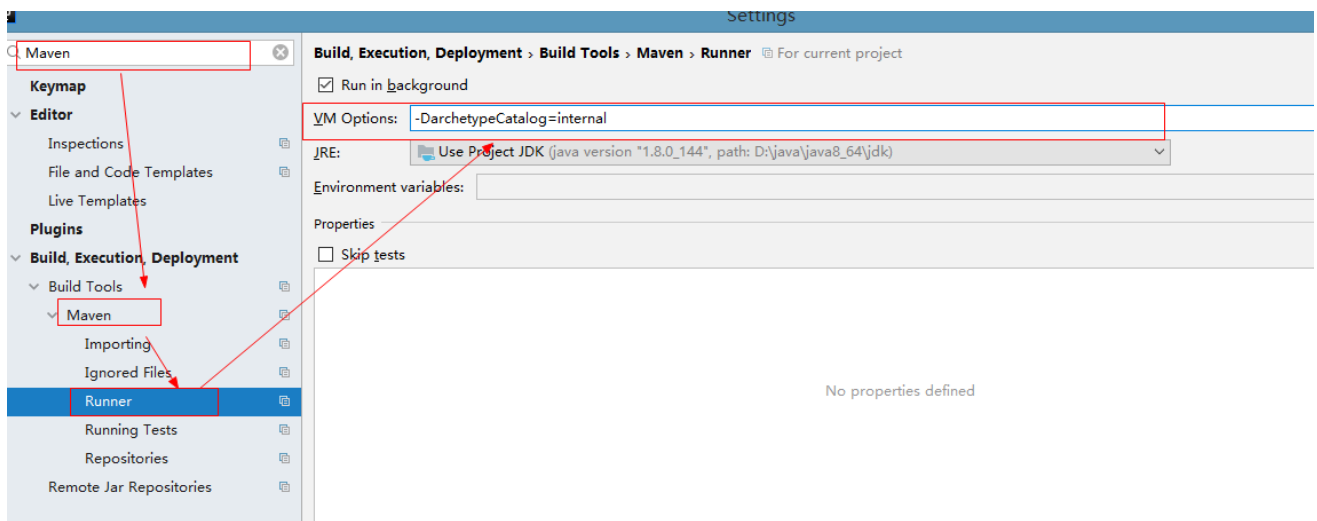 Settings
Maven
Keymap
Editor
Inspections
File and Code Templates
Live Templates
Plugins
Build, Execution, Deployment
Build Tools
Maven
Importing
Ignored Files
Runner
Running Tests
Repositories
Remote Jar Repositories
Build, Execution, Deployment › Build Tools › Maven › Runner For current project
Run in background
VM Options: -DarchetypeCatalog=internal
JRE: Use Project JDK (java version "1.8.0_144", path: D:\java\java8_64\jdk)
Environment variables:
Properties
Skip tests
No properties defined